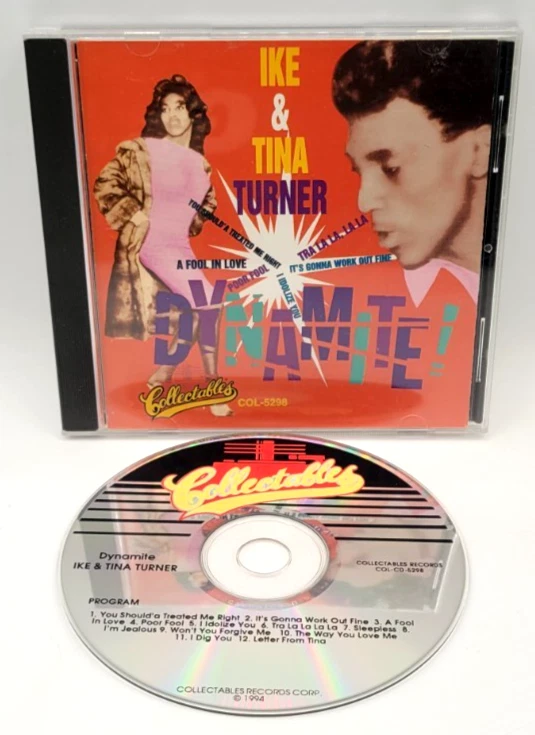 IKE
&
TINA
TURNER
YOU SHOULD'A TREATED ME RIGHT
TRA LA LA, LA LA
A FOOL IN LOVE
IT'S GONNA WORK OUT FINE
POOR FOOL
I IDOLIZE YOU
DYNAMITE!
Collectables
COL-5298
Collectables
Dynamite
IKE & TINA TURNER
COLLECTABLES RECORDS
COL-CD-5298
PROGRAM
1. You Should'a Treated Me Right 2. It's Gonna Work Out Fine 3. A Fool
In Love 4. Poor Fool 5. I Idolize You 6. Tra La La La La 7. Sleepless 8.
I'm Jealous 9. Won't You Forgive Me 10. The Way You Love Me
11. I Dig You 12. Letter From Tina
COLLECTABLES RECORDS CORP.
© 1994